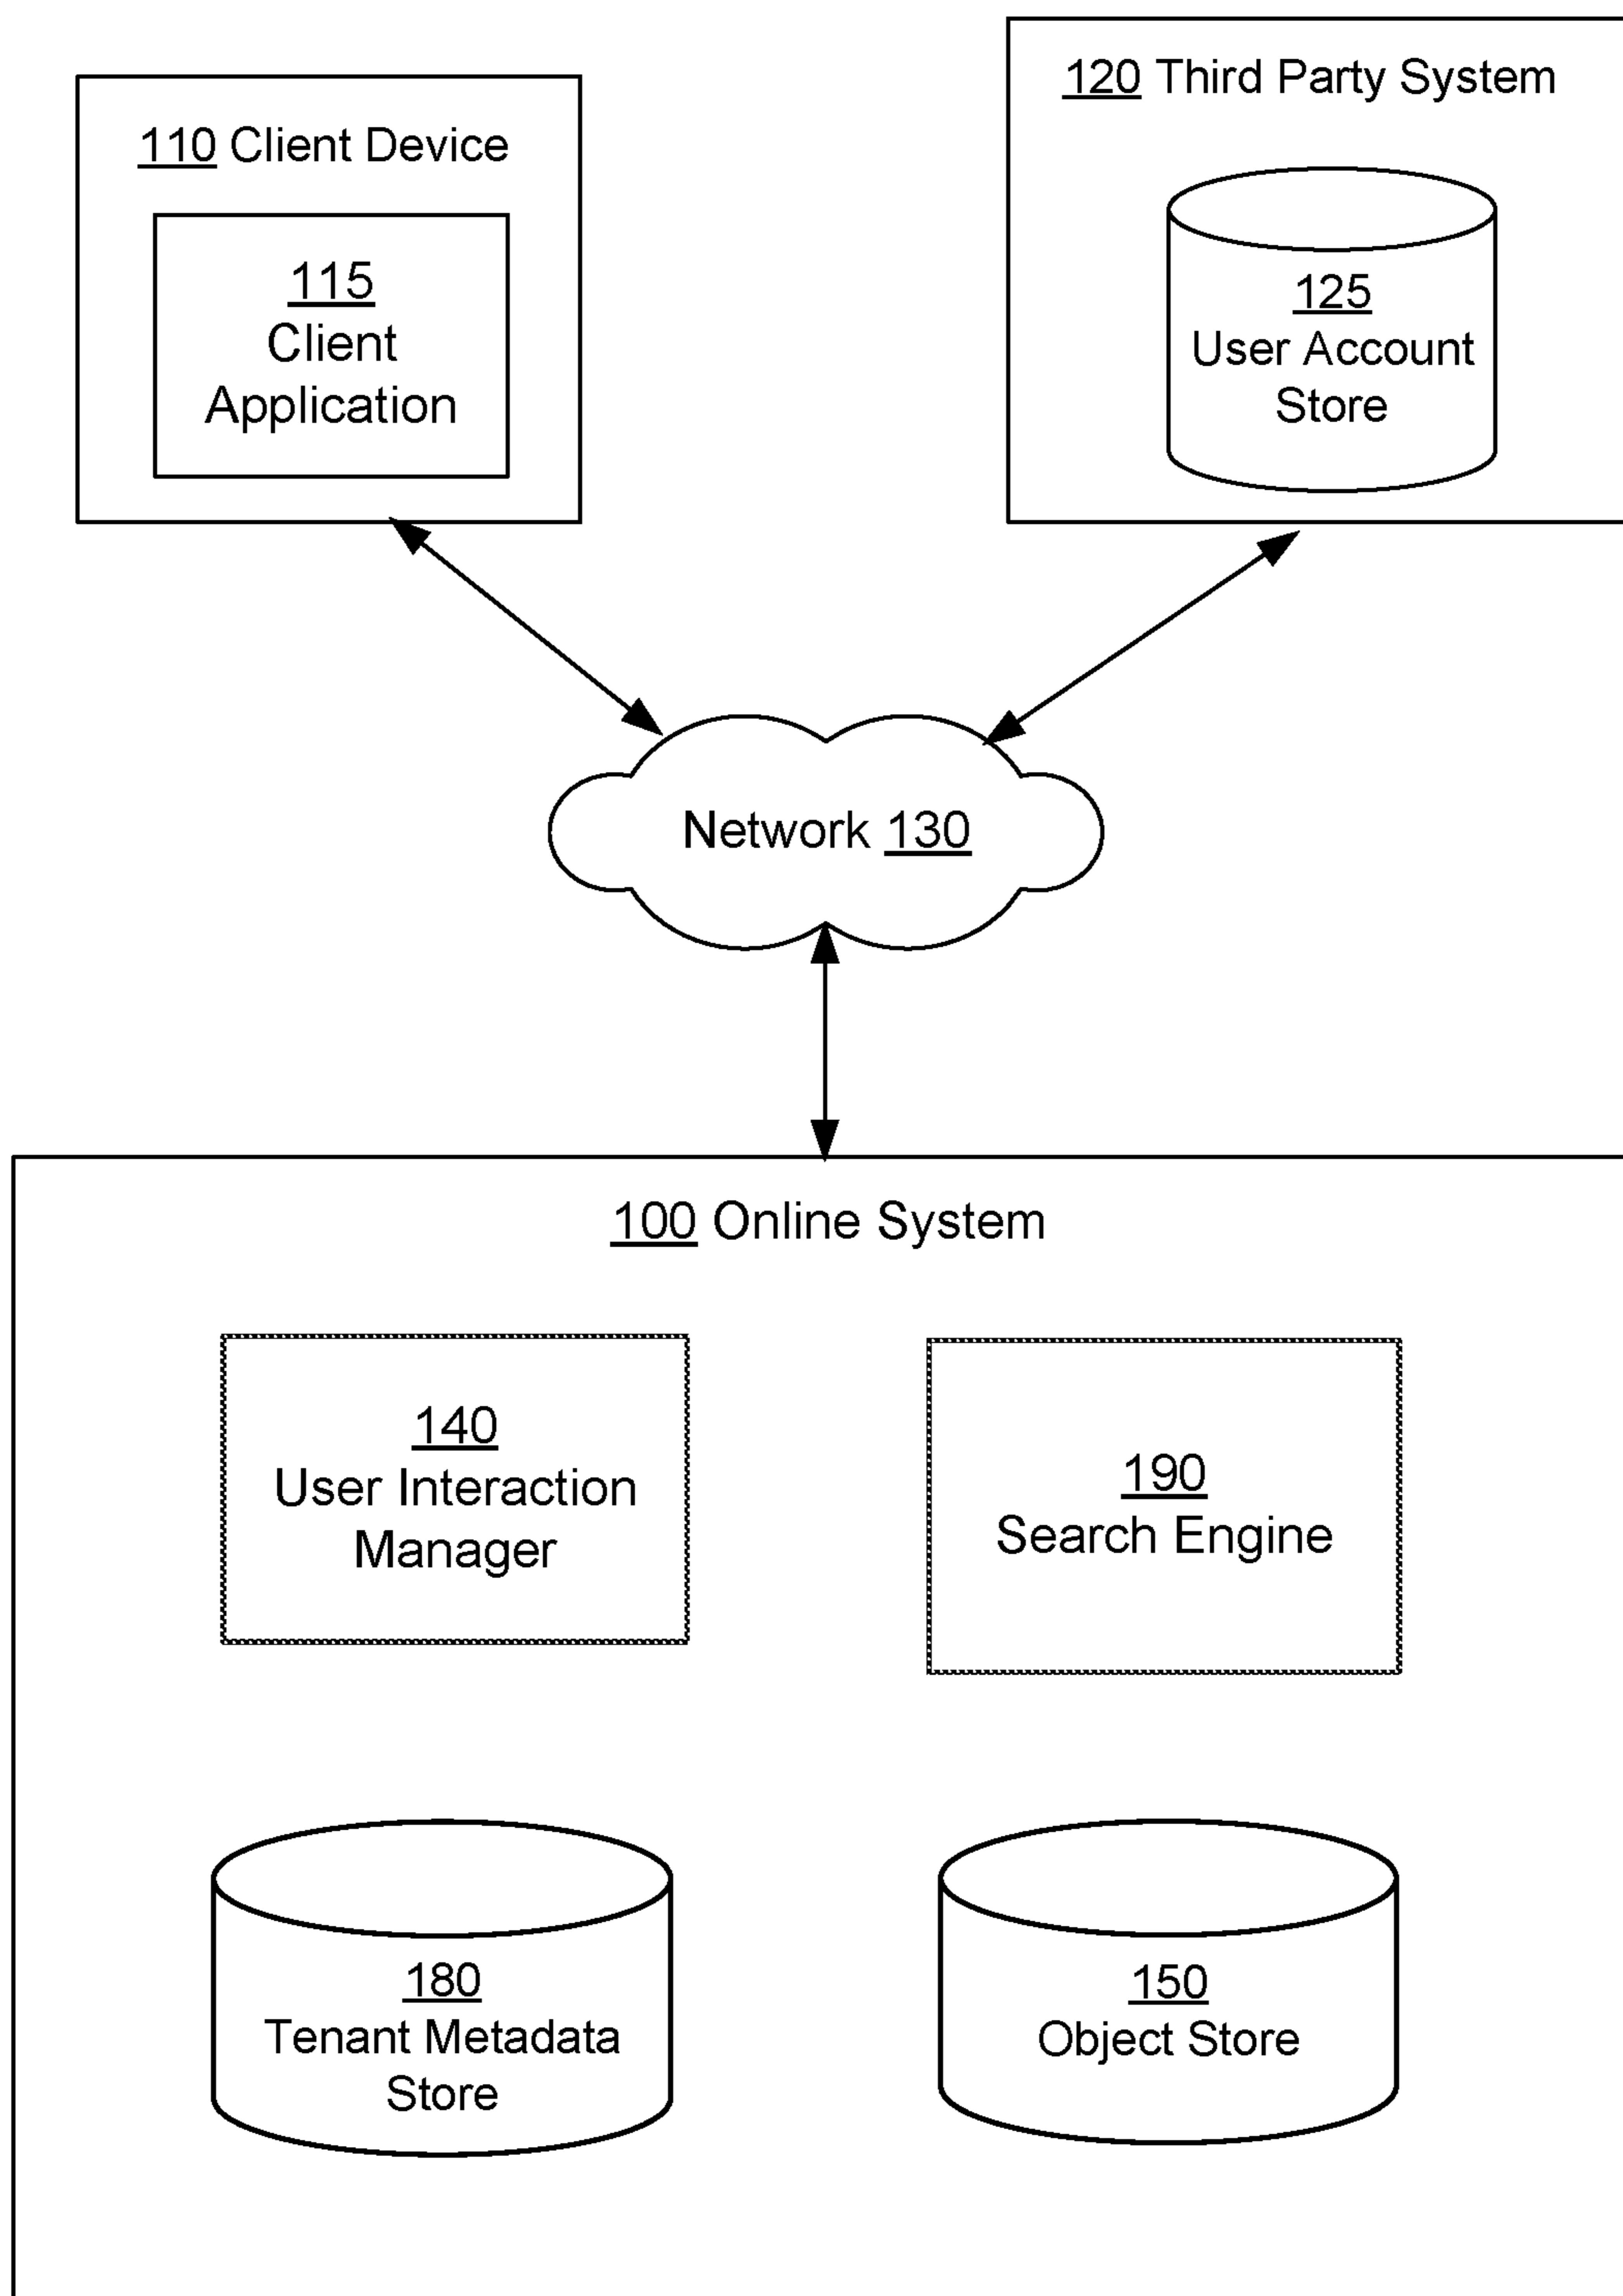 110 Client Device
115
Client
Application
120 Third Party System
125
User Account
Store
Network 130
100 Online System
140
User Interaction
Manager
190
Search Engine
180
Tenant Metadata
Store
150
Object Store